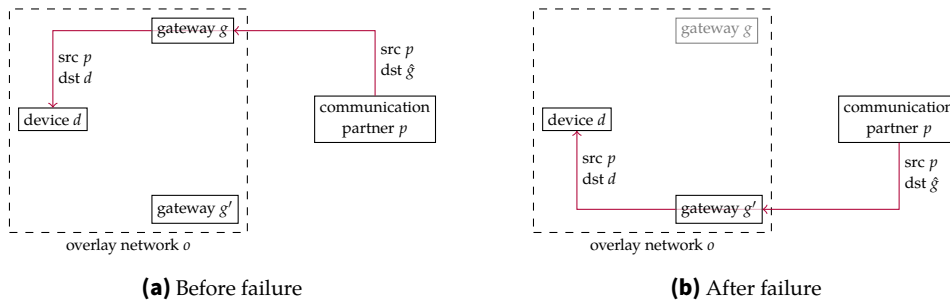 gateway g
src p
dst d
src p
dst ĝ
device d
communication
partner p
gateway g′
overlay network o
(a) Before failure
gateway g
device d
communication
partner p
src p
dst d
src p
dst ĝ
gateway g′
overlay network o
(b) After failure